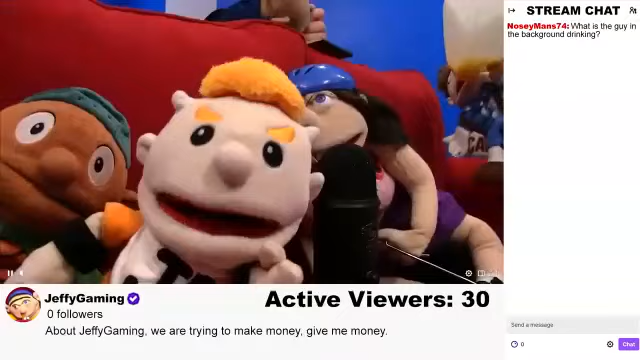 STREAM CHAT
NoseyMans74: What is the guy in
the background drinking?
CA
JeffyGaming
Active Viewers: 30
0 followers
About JeffyGaming, we are trying to make money, give me money.
Send a message
0
Chat